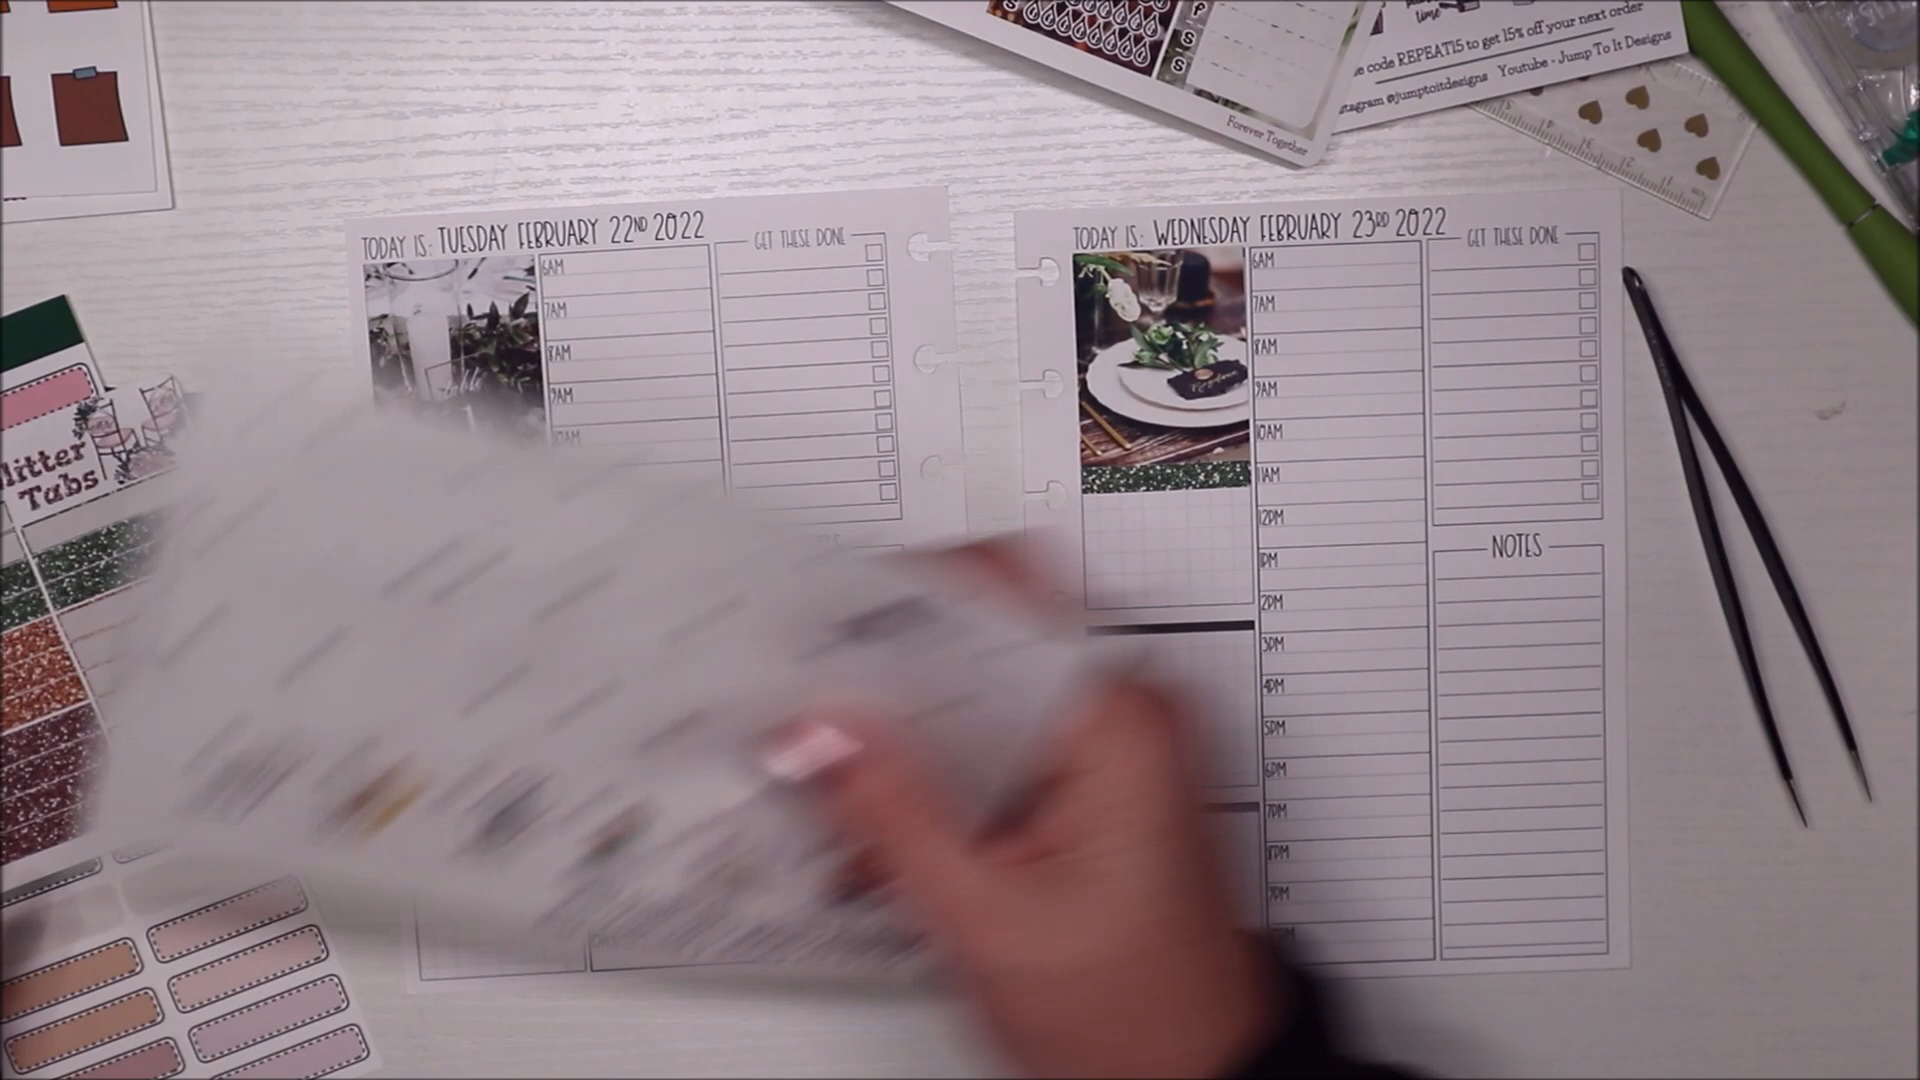 time
code REPEAT15 to get 15% off your next order
@jumptoitdesigns Youtube - Jump To It Designs
P
S
S
Forever Together
TODAY IS: TUESDAY FEBRUARY 22ND 2022
GET THESE DONE
6AM
7AM
8AM
9AM
10AM
table
TODAY IS: WEDNESDAY FEBRUARY 23RD 2022
GET THESE DONE
6AM
7AM
8AM
9AM
10AM
11AM
12PM
1PM
2PM
3PM
4PM
5PM
6PM
7PM
8PM
9PM
NOTES
Tabs